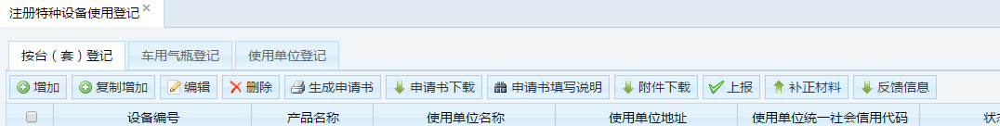 注册特种设备使用登记
按台（套）登记 车用气瓶登记 使用单位登记
增加 复制增加 编辑 删除 生成申请书 申请书下载 申请书填写说明 附件下载 上报 补正材料 反馈信息
设备编号 产品名称 使用单位名称 使用单位地址 使用单位统一社会信用代码 状